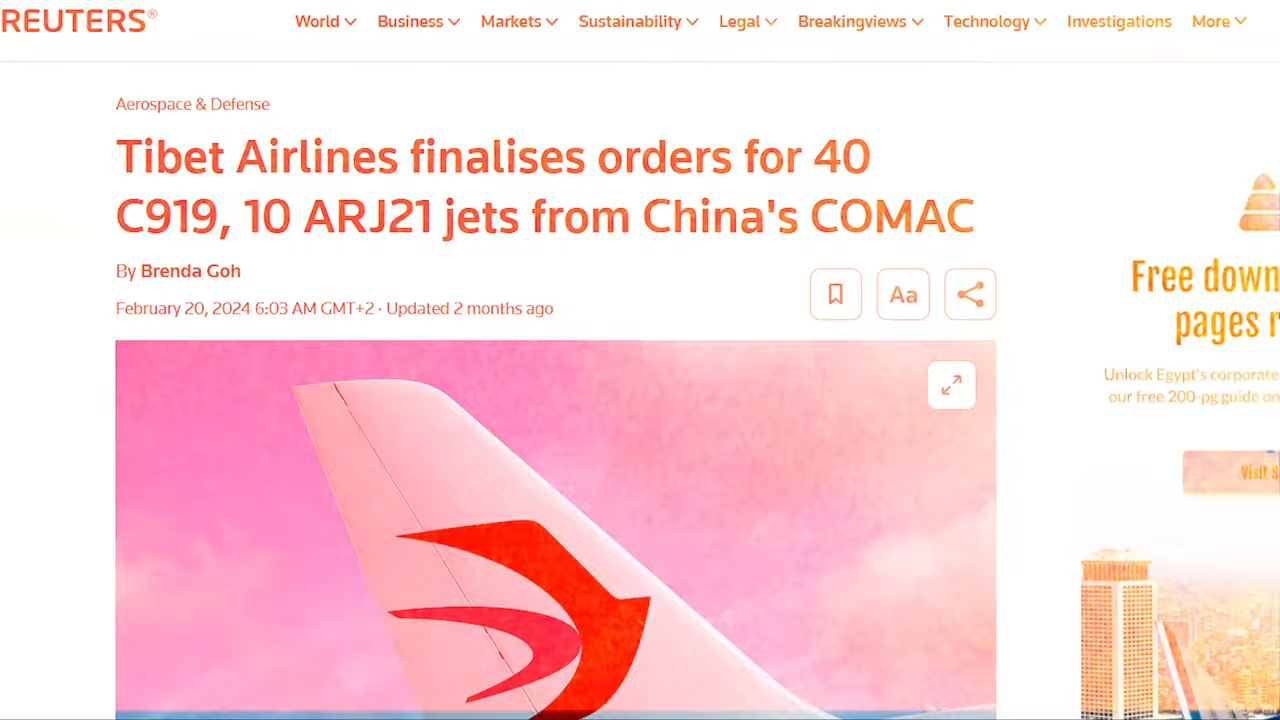 REUTERS®
World Business Markets Sustainability Legal Breakingviews Technology Investigations More
Aerospace & Defense
Tibet Airlines finalises orders for 40
C919, 10 ARJ21 jets from China's COMAC
By Brenda Goh
February 20, 2024 6:03 AM GMT+2 · Updated 2 months ago
Aa
Free down
pages r
Unlock Egypt's corporate
our free 200-pg guide on
Visit S